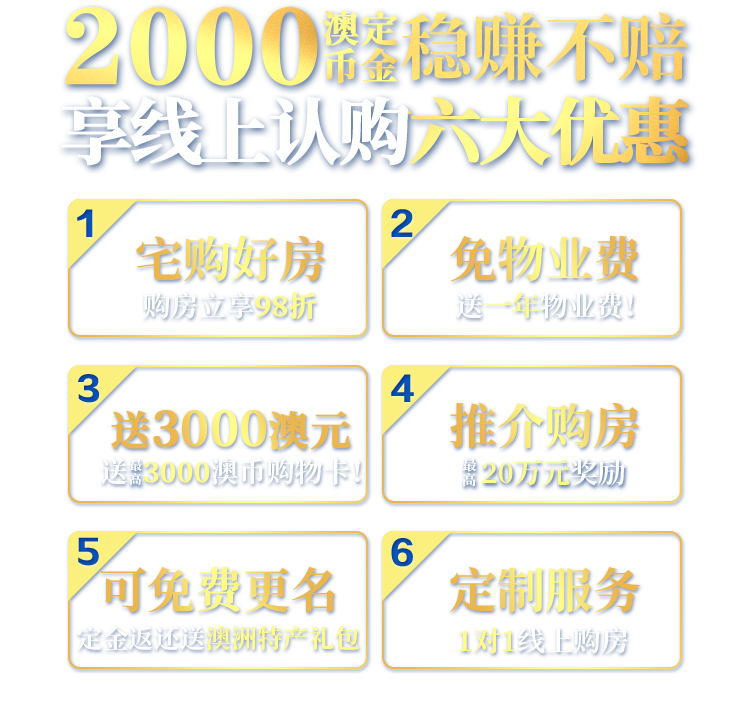 2000澳币定金稳赚不赔
享线上认购六大优惠
1
宅购好房
购房立享98折
2
免物业费
送一年物业费!
3
送3000澳元
送最高3000澳币购物卡!
4
推介购房
最高20万元奖励
5
可免费更名
定金返还送澳洲特产礼包
6
定制服务
1对1线上购房